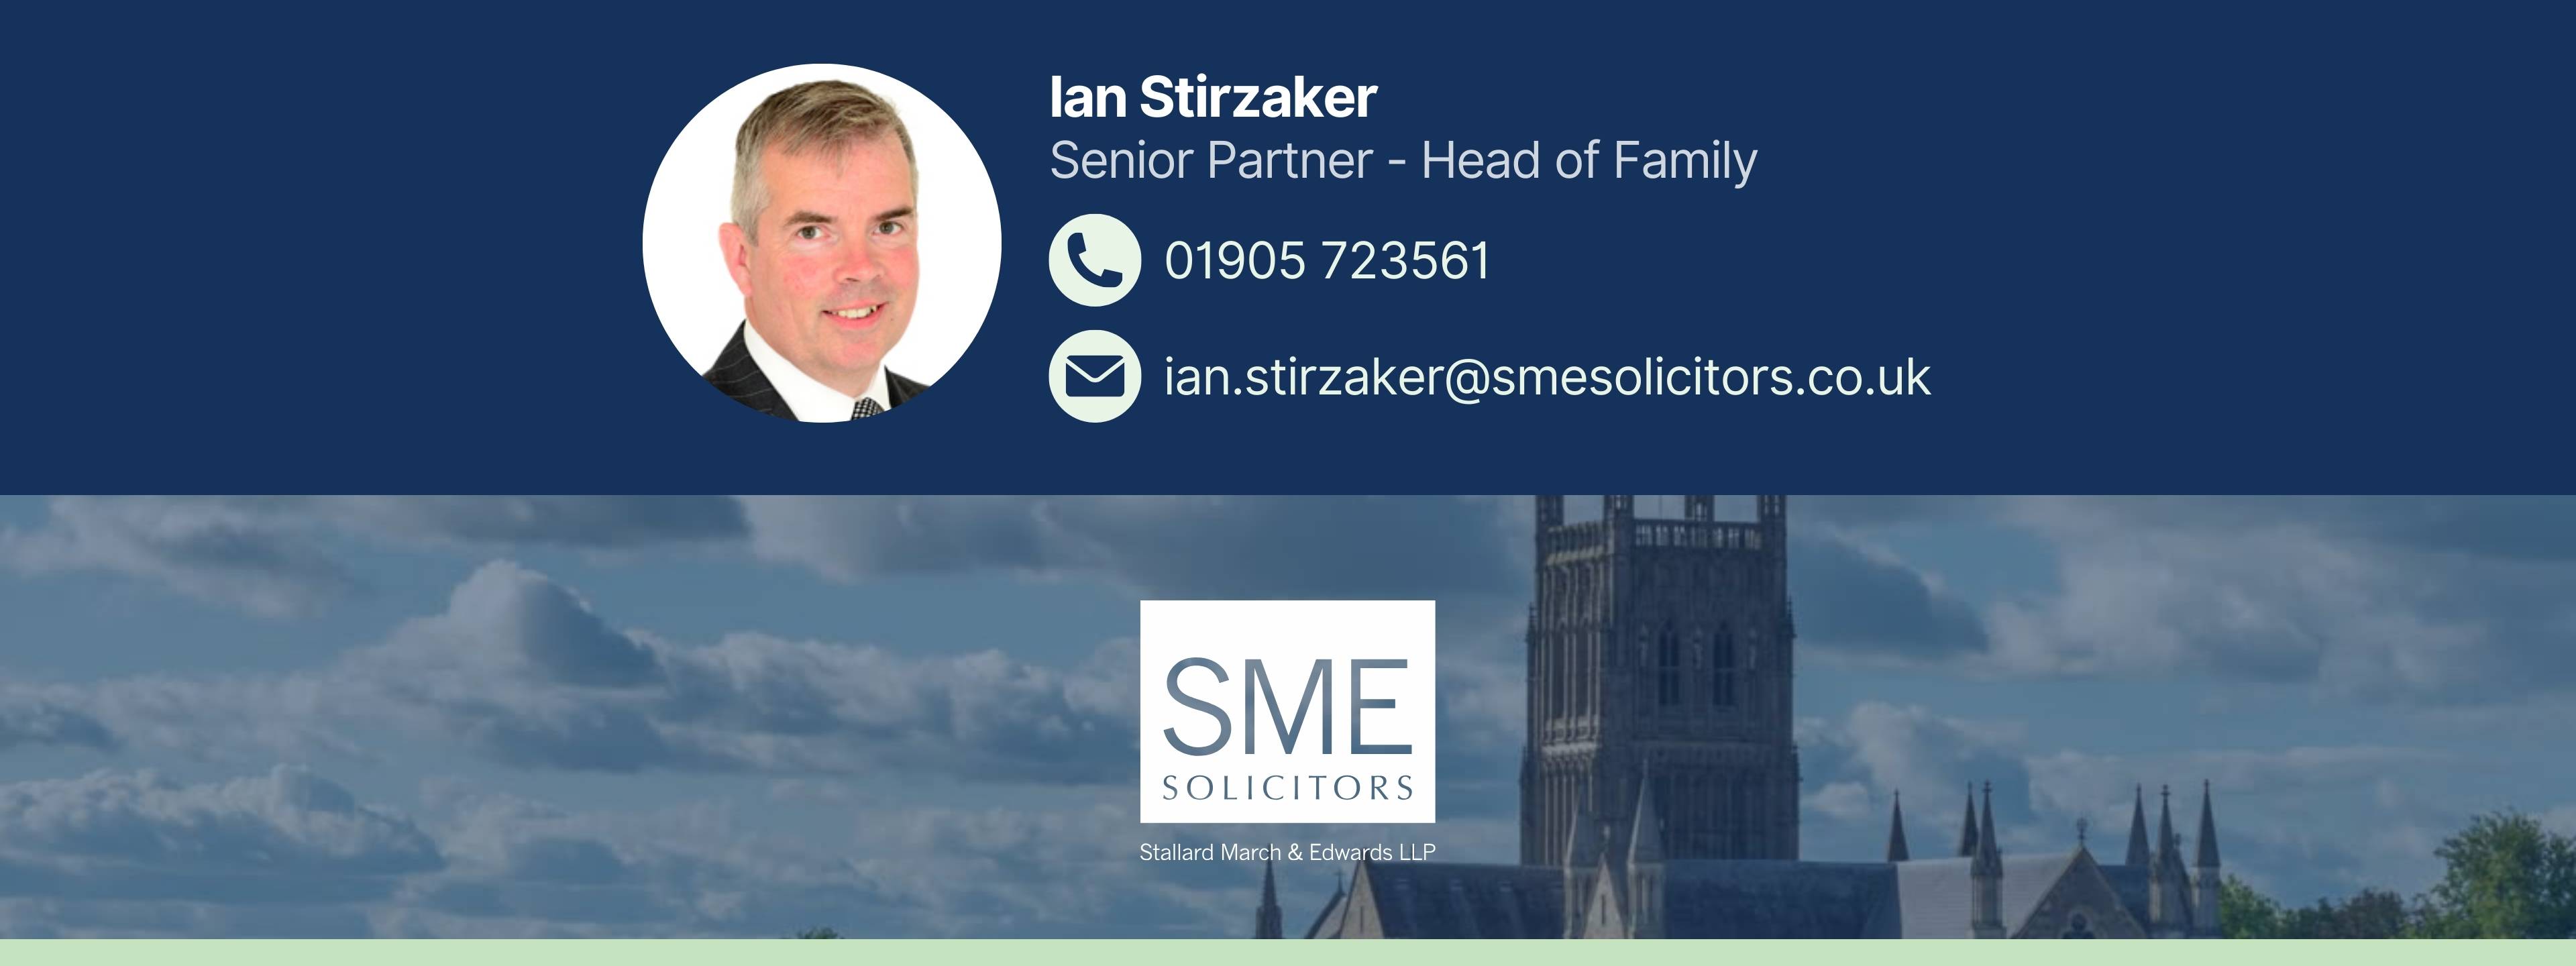 Ian Stirzaker
Senior Partner - Head of Family
01905 723561
ian.stirzaker@smesolicitors.co.uk
SME
SOLICITORS
Stallard March & Edwards LLP